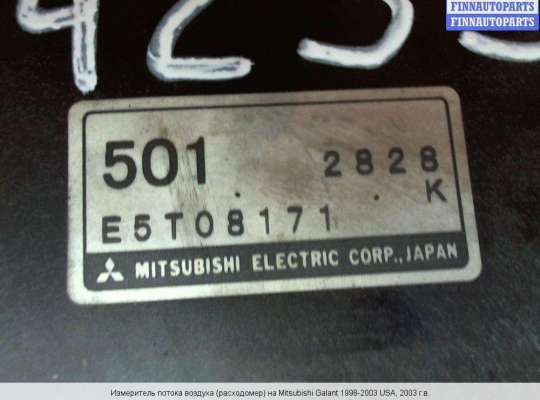 FINNAUTOPARTS
FINNAUTOPARTS
501 2828
K
E5T08171
MITSUBISHI ELECTRIC CORP., JAPAN
Измеритель потока воздуха (расходомер) на Mitsubishi Galant 1998-2003 USA, 2003 г.в.